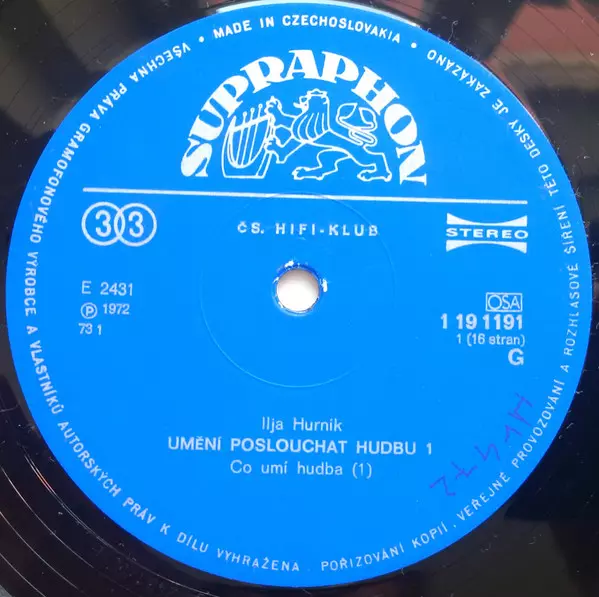 • MADE IN CZECHOSLOVAKIA •
VŠECHNA PRÁVA GRAMOFONOVÉHO VÝROBCE A VLASTNÍKŮ AUTORSKÝCH PRÁV K DÍLU VYHRAŽENA. POŘIZOVÁNÍ KOPIÍ, VEŘEJNÉ PROVOZOVÁNÍ A ROZHLASOVÉ ŠÍŘENÍ TÉTO DESKY JE ZAKÁZÁNO
SUPRAPHON
33
ČS. HIFI-KLUB
STEREO
E 2431
Ⓟ 1972
73 1
OSA
1 19 1191
1 (16 stran)
G
Ilja Hurník
UMĚNÍ POSLOUCHAT HUDBU 1
Co umí hudba (1)